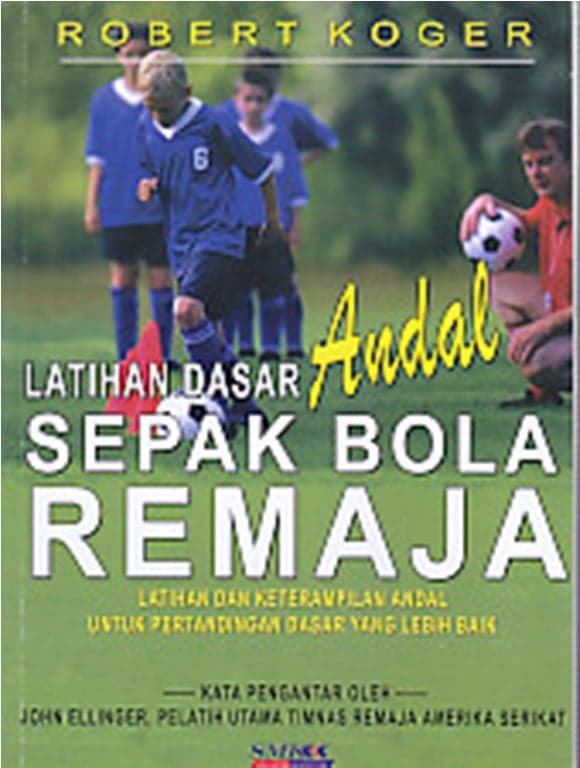 ROBERT KOGER
LATIHAN DASAR Andal
SEPAK BOLA
REMAJA
LATIHAN DAN KETERAMPILAN ANDAL
UNTUK PERTANDINGAN DASAR YANG LEBIH BAIK
KATA PENGANTAR OLEH
JOHN ELLINGER, PELATIH UTAMA TIMNAS REMAJA AMERIKA SERIKAT
6